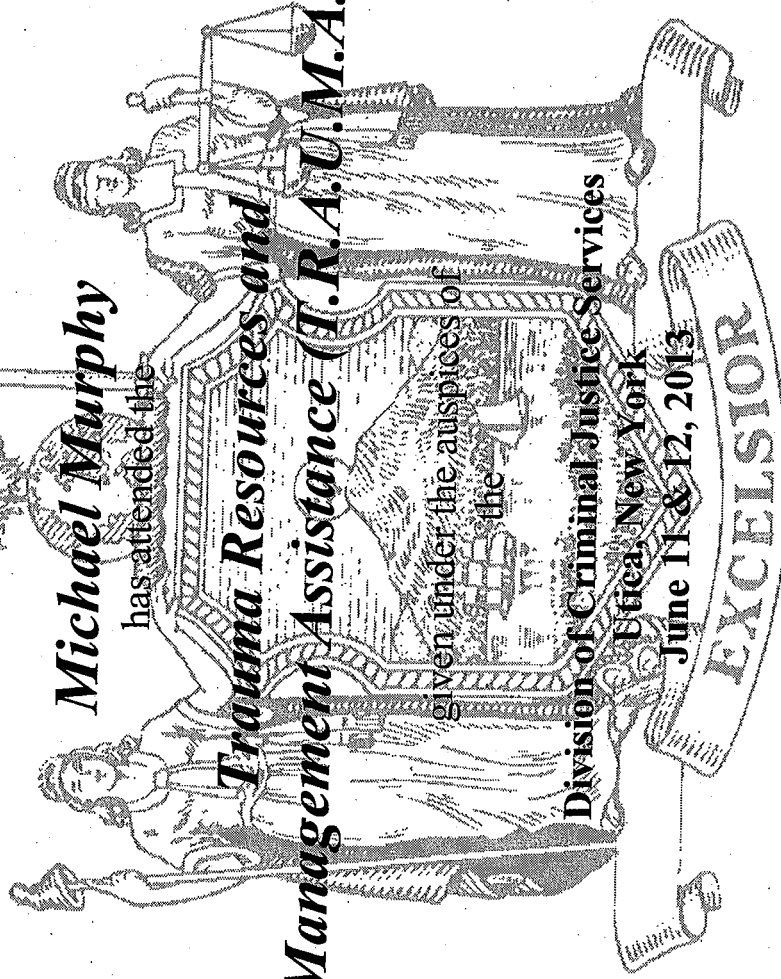 Michael Murphy
has attended the
Trauma Resources and
Management Assistance (T.R.A.U.M.A.
given under the auspices of
the
Division of Criminal Justice Services
Utica, New York
June 11 & 12, 2013
EXCELSIOR